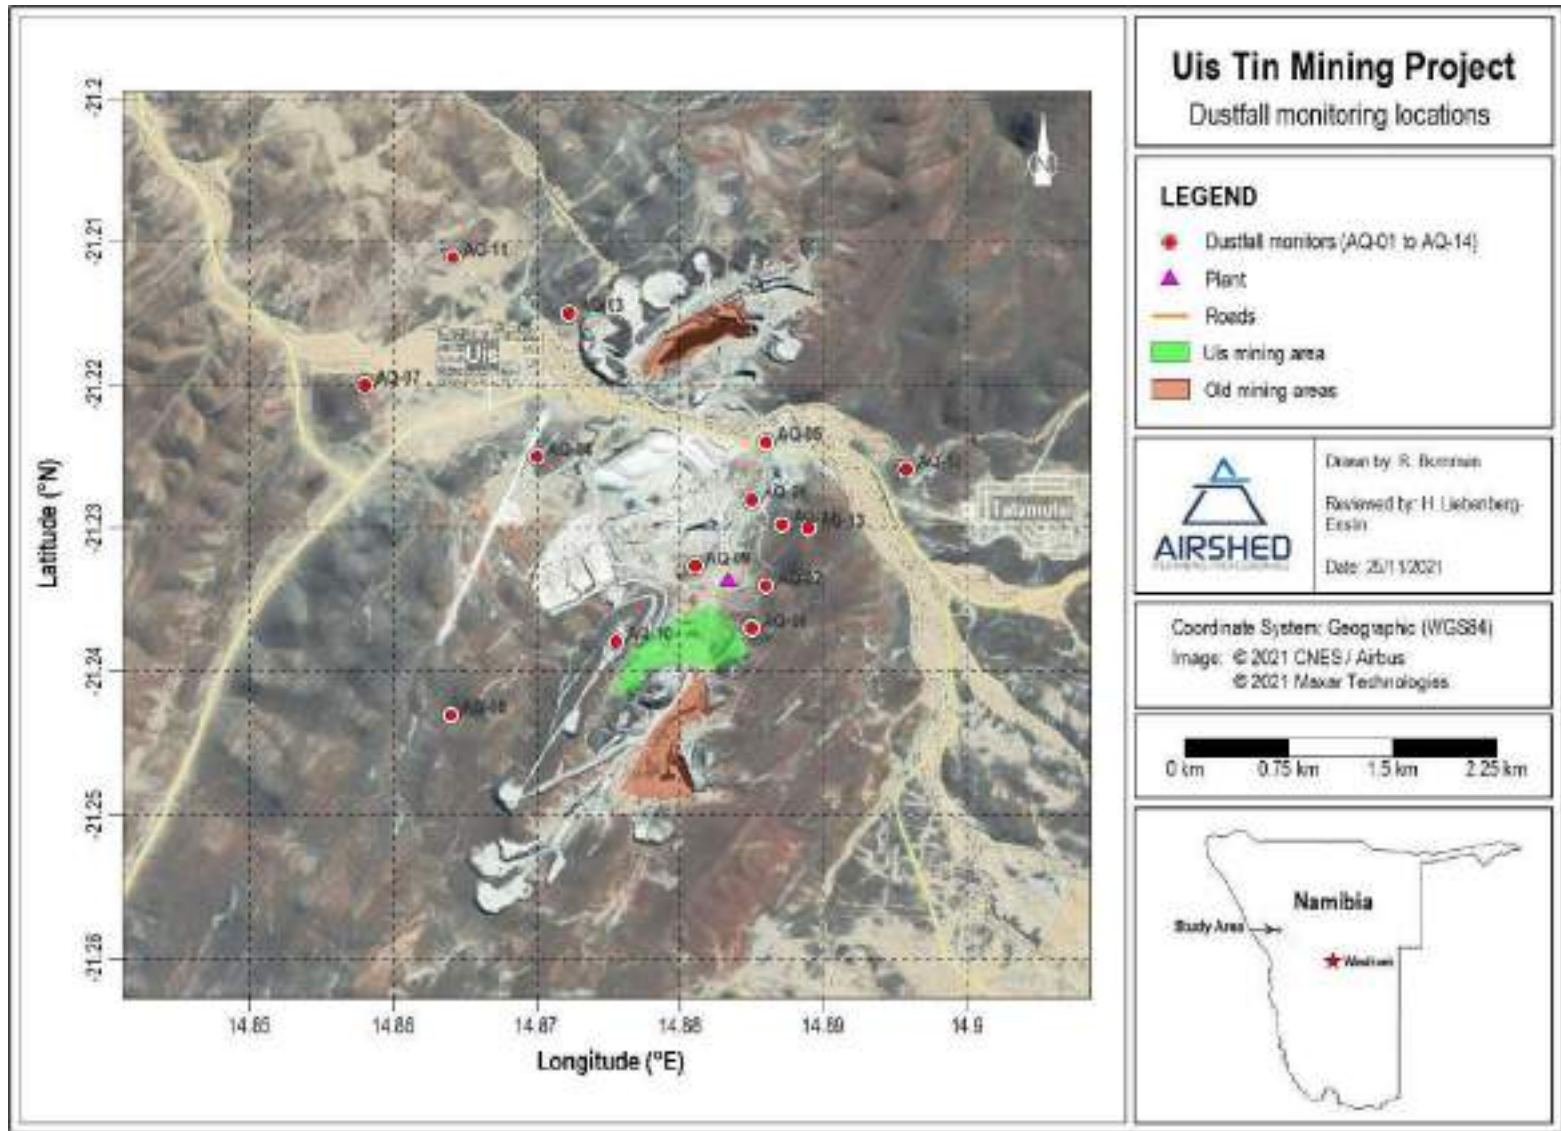 Uis Tin Mining Project
Dustfall monitoring locations
LEGEND
Dustfall monitors (AQ-01 to AQ-14)
Plant
Roads
Uis mining area
Old mining areas
Drawn by: R.
Reviewed by: H. Liebenberg-
Enslin
Date: 25/11/2021
AIRSHED
Coordinate System: Geographic (WGS84)
Image: © 2021 CNES / Airbus
© 2021 Maxar Technologies
0 km
0.75 km
1.5 km
2.25 km
Namibia
Study Area
Windhoek
N
-21.2
-21.21
-21.22
-21.23
-21.24
-21.25
-21.26
Latitude (°N)
14.85
14.86
14.87
14.88
14.89
14.9
Longitude (°E)
AQ-11
Uis
AQ-07
AQ-05
AQ-09
AQ-02
AQ-10